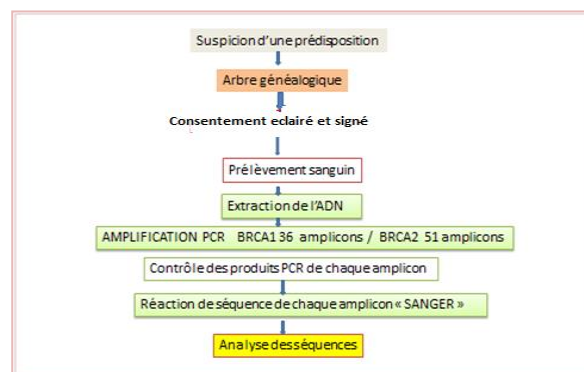 Suspicion d'une prédisposition
Arbre généalogique
Consentement eclairé et signé
Prélèvement sanguin
Extraction de l'ADN
AMPLIFICATION PCR BRCA1 36 amplicons / BRCA2 51 amplicons
Contrôle des produits PCR de chaque amplicon
Réaction de séquence de chaque amplicon « SANGER »
Analyse des séquences